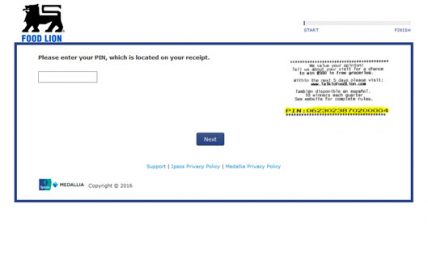 FOOD LION
START FINISH
Please enter your PIN, which is located on your receipt.
We value your opinion!
Tell us about your visit for a chance
to win $500 in free groceries.
Within the next 5 days please visit
www.talktofoodlion.com
También disponible en español.
10 winners each quarter.
See website for complete rules.
PIN:0623023870200004
Next
Support | Ipsos Privacy Policy | Medallia Privacy Policy
MEDALLIA Copyright © 2016